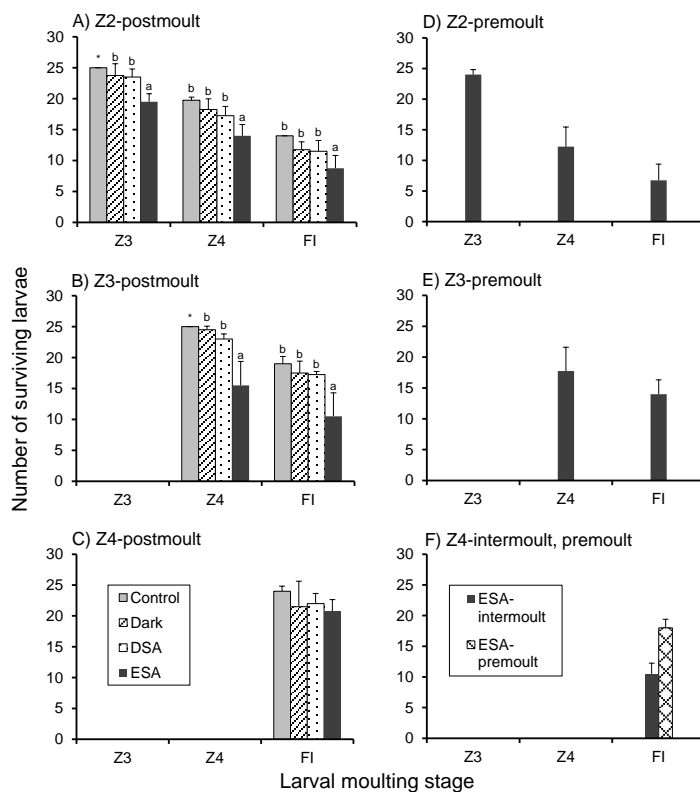 A) Z2-postmoult
30
25
20
15
10
5
0
* b b a
b b b a
b b b a
Z3 Z4 FI
D) Z2-premoult
30
25
20
15
10
5
0
Z3 Z4 FI
B) Z3-postmoult
30
25
20
15
10
5
0
* b b a
b b b a
Z3 Z4 FI
E) Z3-premoult
30
25
20
15
10
5
0
Z3 Z4 FI
Number of surviving larvae
C) Z4-postmoult
30
25
20
15
10
5
0
Control
Dark
DSA
ESA
Z3 Z4 FI
F) Z4-intermoult, premoult
30
25
20
15
10
5
0
ESA-
intermoult
ESA-
premoult
Z3 Z4 FI
Larval moulting stage